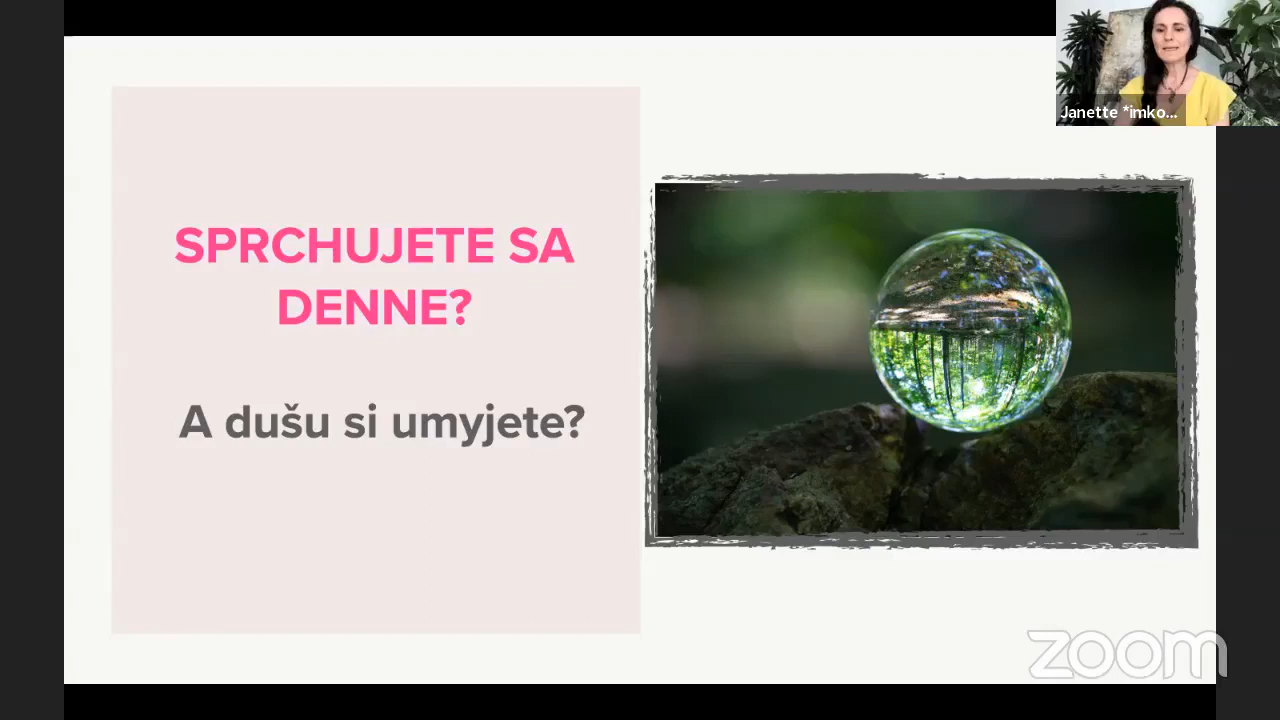 Janette *imko...
SPRCHUJETE SA
DENNE?
A dušu si umyjete?
zoom